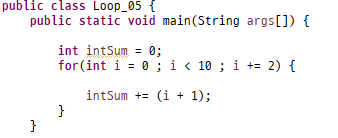 public class Loop_05 {
    public static void main(String args[]) {

        int intSum = 0;
        for(int i = 0 ; i < 10 ; i += 2) {

            intSum += (i + 1);
        }
    }